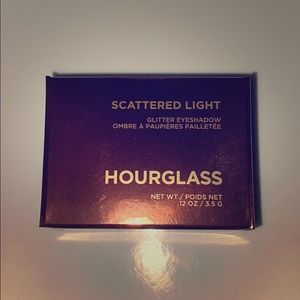 SCATTERED LIGHT
GLITTER EYESHADOW
OMBRE À PAUPIÈRES PAILLETÉE
HOURGLASS
NET WT / POIDS NET
.12 OZ / 3.5 G